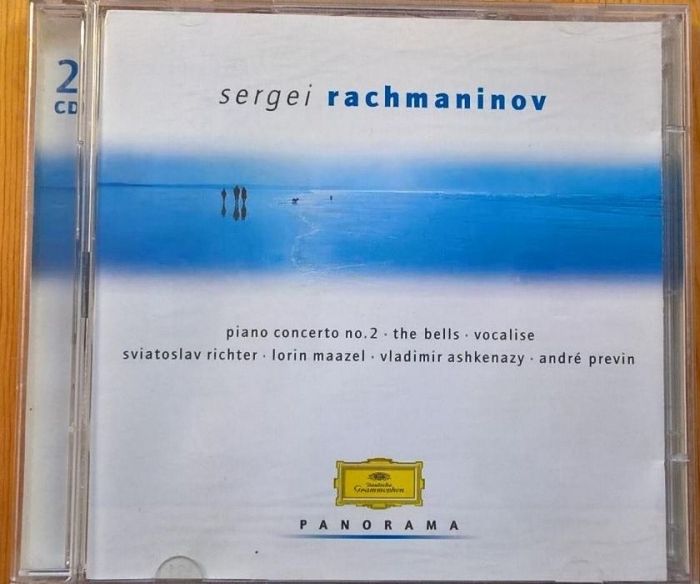 2
CD
sergei rachmaninov
piano concerto no.2 · the bells · vocalise
sviatoslav richter · lorin maazel · vladimir ashkenazy · andré previn
Deutsche
Grammophon
PANORAMA